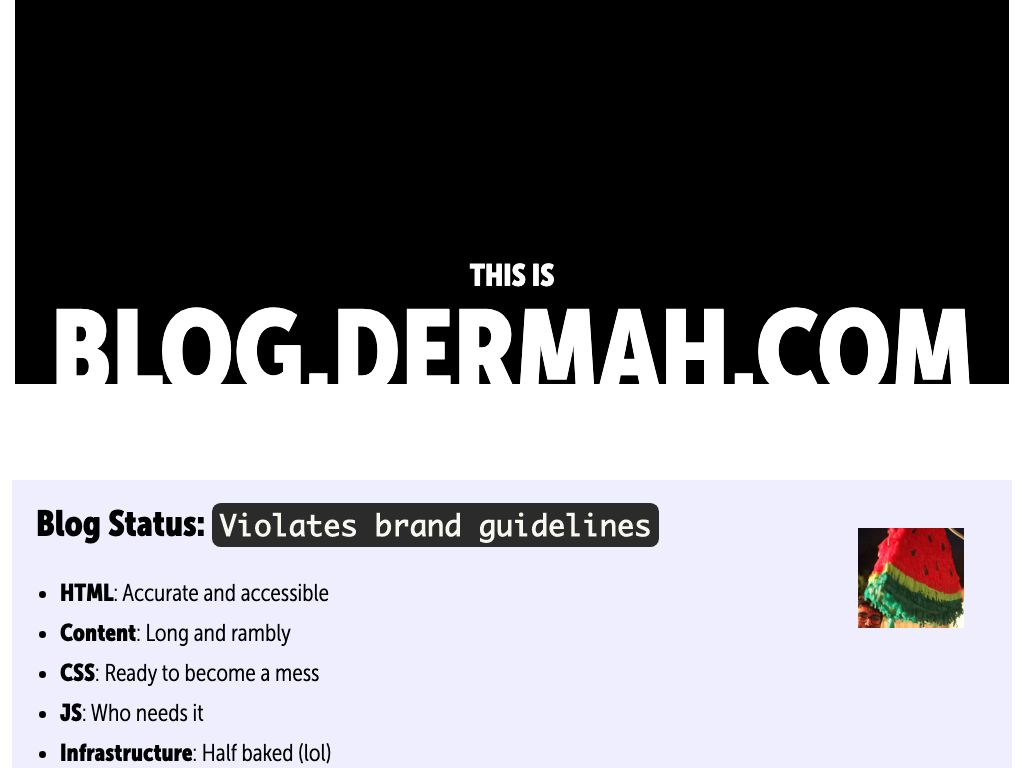 THIS IS
BLOG.DERMAH.COM
Blog Status: Violates brand guidelines
• HTML: Accurate and accessible
• Content: Long and rambly
• CSS: Ready to become a mess
• JS: Who needs it
• Infrastructure: Half baked (lol)